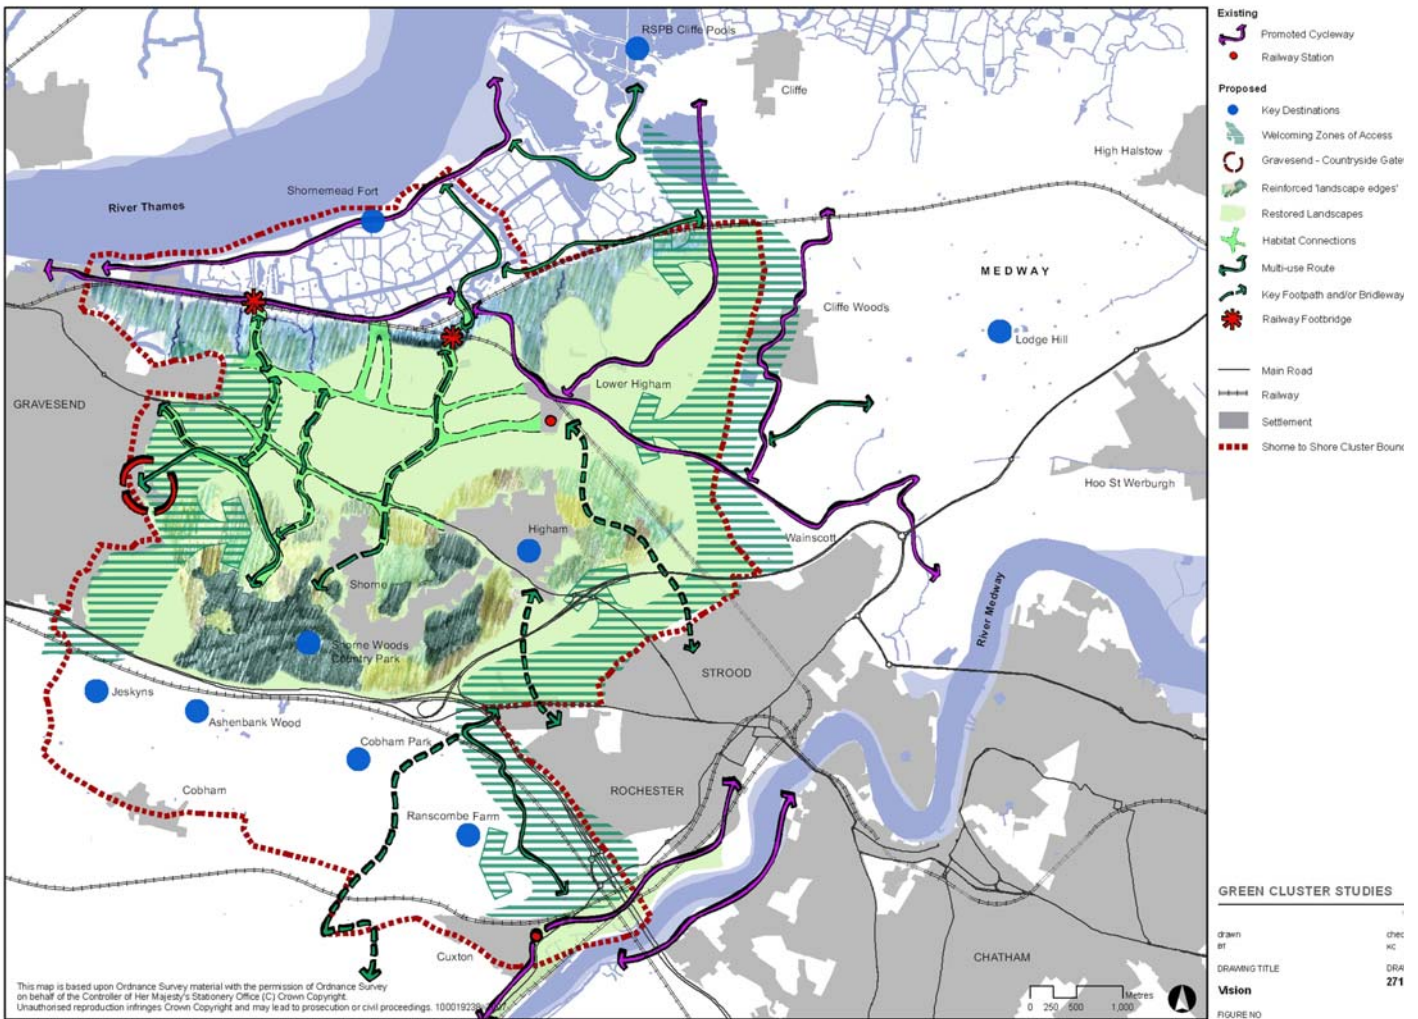 RSPB Cliffe Pools
Cliffe
High Halstow
Shornemead Fort
River Thames
MEDWAY
Cliffe Woods
Lodge Hill
GRAVESEND
Lower Higham
Hoo St Werburgh
Higham
Wainscott
Shorne
River Medway
Shorne Woods
Country Park
STROOD
Jeskyns
Ashenbank Wood
Cobham Park
Cobham
ROCHESTER
Ranscombe Farm
Cuxton
CHATHAM
This map is based upon Ordnance Survey material with the permission of Ordnance Survey
on behalf of the Controller of Her Majesty's Stationery Office (C) Crown Copyright.
Unauthorised reproduction infringes Crown Copyright and may lead to prosecution or civil proceedings.
Metres
0 250 500 1,000
Existing
Promoted Cycleway
Railway Station
Proposed
Key Destinations
Welcoming Zones of Access
Gravesend - Countryside Gate
Reinforced 'landscape edges'
Restored Landscapes
Habitat Connections
Multi-use Route
Key Footpath and/or Bridleway
Railway Footbridge
Main Road
Railway
Settlement
Shorne to Shore Cluster Bound
GREEN CLUSTER STUDIES
drawn
chec
BT
KC
DRAWING TITLE
DRA
Vision
271
FIGURE NO